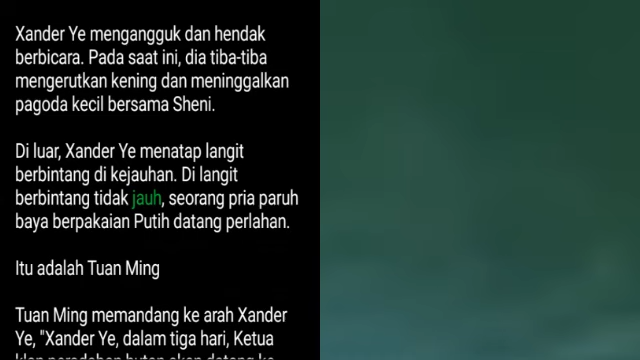 Xander Ye mengangguk dan hendak
berbicara. Pada saat ini, dia tiba-tiba
mengerutkan kening dan meninggalkan
pagoda kecil bersama Sheni.
Di luar, Xander Ye menatap langit
berbintang di kejauhan. Di langit
berbintang tidak jauh, seorang pria paruh
baya berpakaian Putih datang perlahan.
Itu adalah Tuan Ming
Tuan Ming memandang ke arah Xander
Ye, "Xander Ye, dalam tiga hari, Ketua